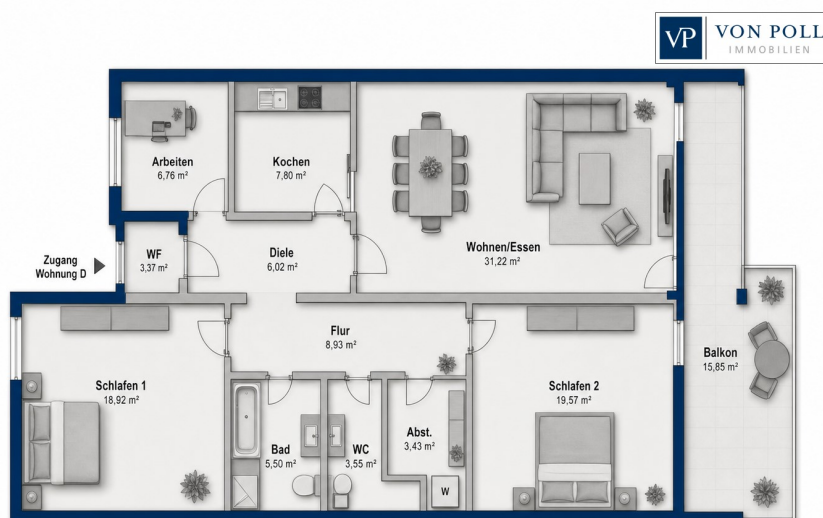 VP VON POLL
IMMOBILIEN
Arbeiten
6,76 m²
Kochen
7,80 m²
Wohnen/Essen
31,22 m²
Zugang
Wohnung D
WF
3,37 m²
Diele
6,02 m²
Flur
8,93 m²
Balkon
15,85 m²
Schlafen 1
18,92 m²
Schlafen 2
19,57 m²
Bad
5,50 m²
WC
3,55 m²
Abst.
3,43 m²
W